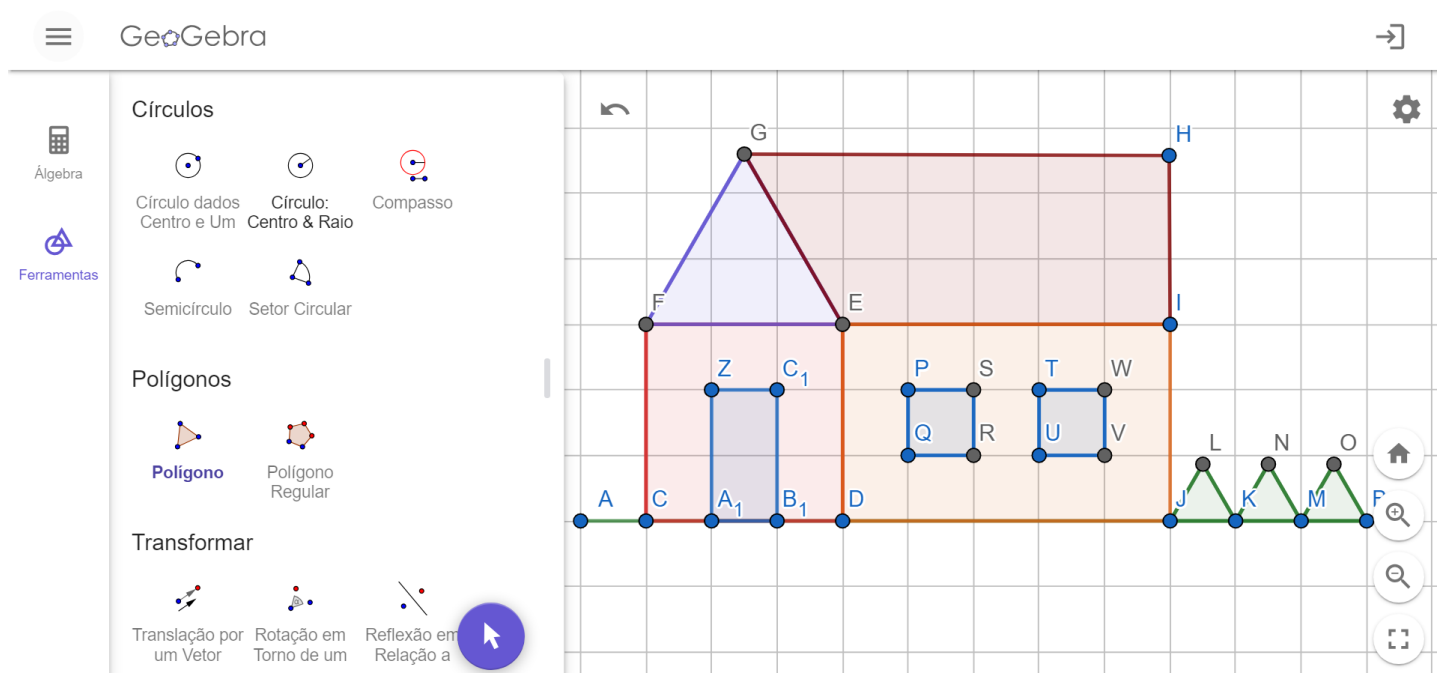 GeoGebra
Álgebra
Ferramentas
Círculos
Círculo dados
Centro e Um
Círculo:
Centro & Raio
Compasso
Semicírculo
Setor Circular
Polígonos
Polígono
Polígono
Regular
Transformar
Translação por
um Vetor
Rotação em
Torno de um
Reflexão em
Relação a
G
H
F
E
I
Z
C1
P
S
T
W
Q
R
U
V
L
N
O
A
C
A1
B1
D
J
K
M